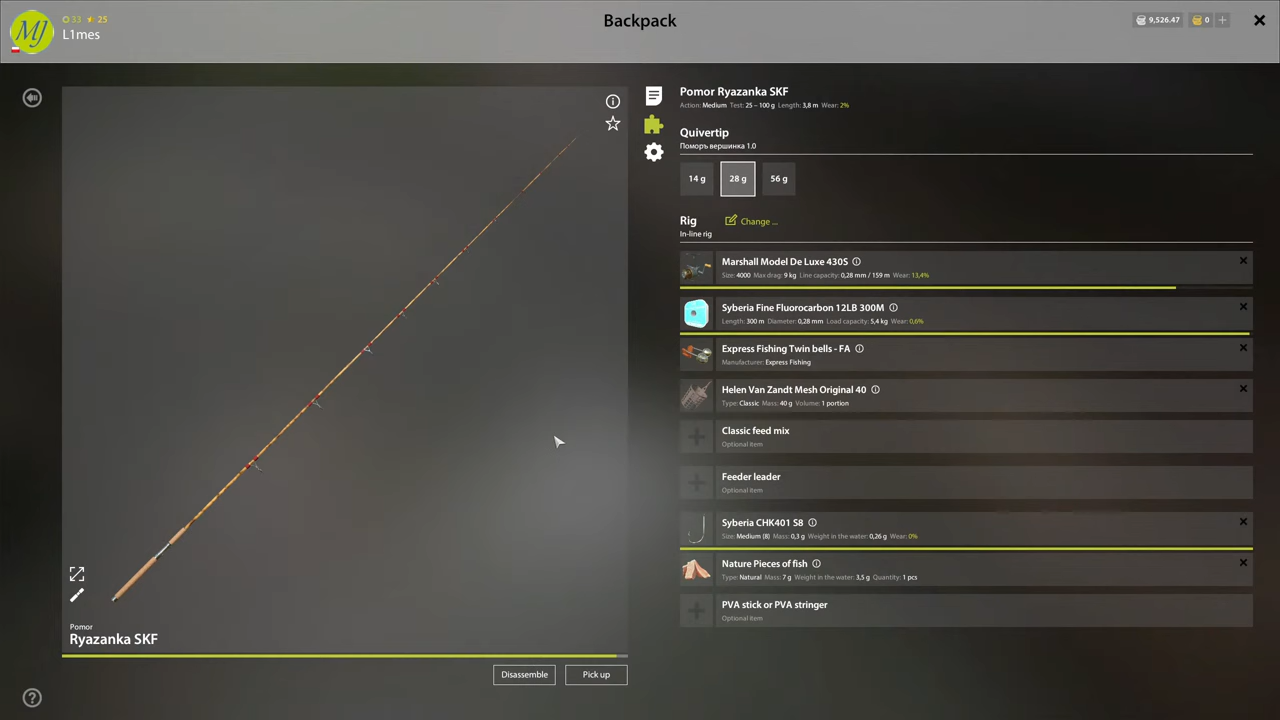 MJ
33 25
L1mes
Backpack
9,526.47
0
Pomor Ryazanka SKF
Action: Medium Test: 25 – 100 g Length: 3,8 m Wear: 2%
Quivertip
Поморъ вершинка 1.0
14 g
28 g
56 g
Rig
Change ...
In-line rig
Marshall Model De Luxe 430S
Size: 4000 Max drag: 9 kg Line capacity: 0,28 mm / 159 m Wear: 13,4%
Syberia Fine Fluorocarbon 12LB 300M
Length: 300 m Diameter: 0,28 mm Load capacity: 5,4 kg Wear: 0,6%
Express Fishing Twin bells - FA
Manufacturer: Express Fishing
Helen Van Zandt Mesh Original 40
Type: Classic Mass: 40 g Volume: 1 portion
Classic feed mix
Optional item
Feeder leader
Optional item
Syberia CHK401 S8
Size: Medium (8) Mass: 0,3 g Weight in the water: 0,26 g Wear: 0%
Nature Pieces of fish
Type: Natural Mass: 7 g Weight in the water: 3,5 g Quantity: 1 pcs
PVA stick or PVA stringer
Optional item
Pomor
Ryazanka SKF
Disassemble
Pick up